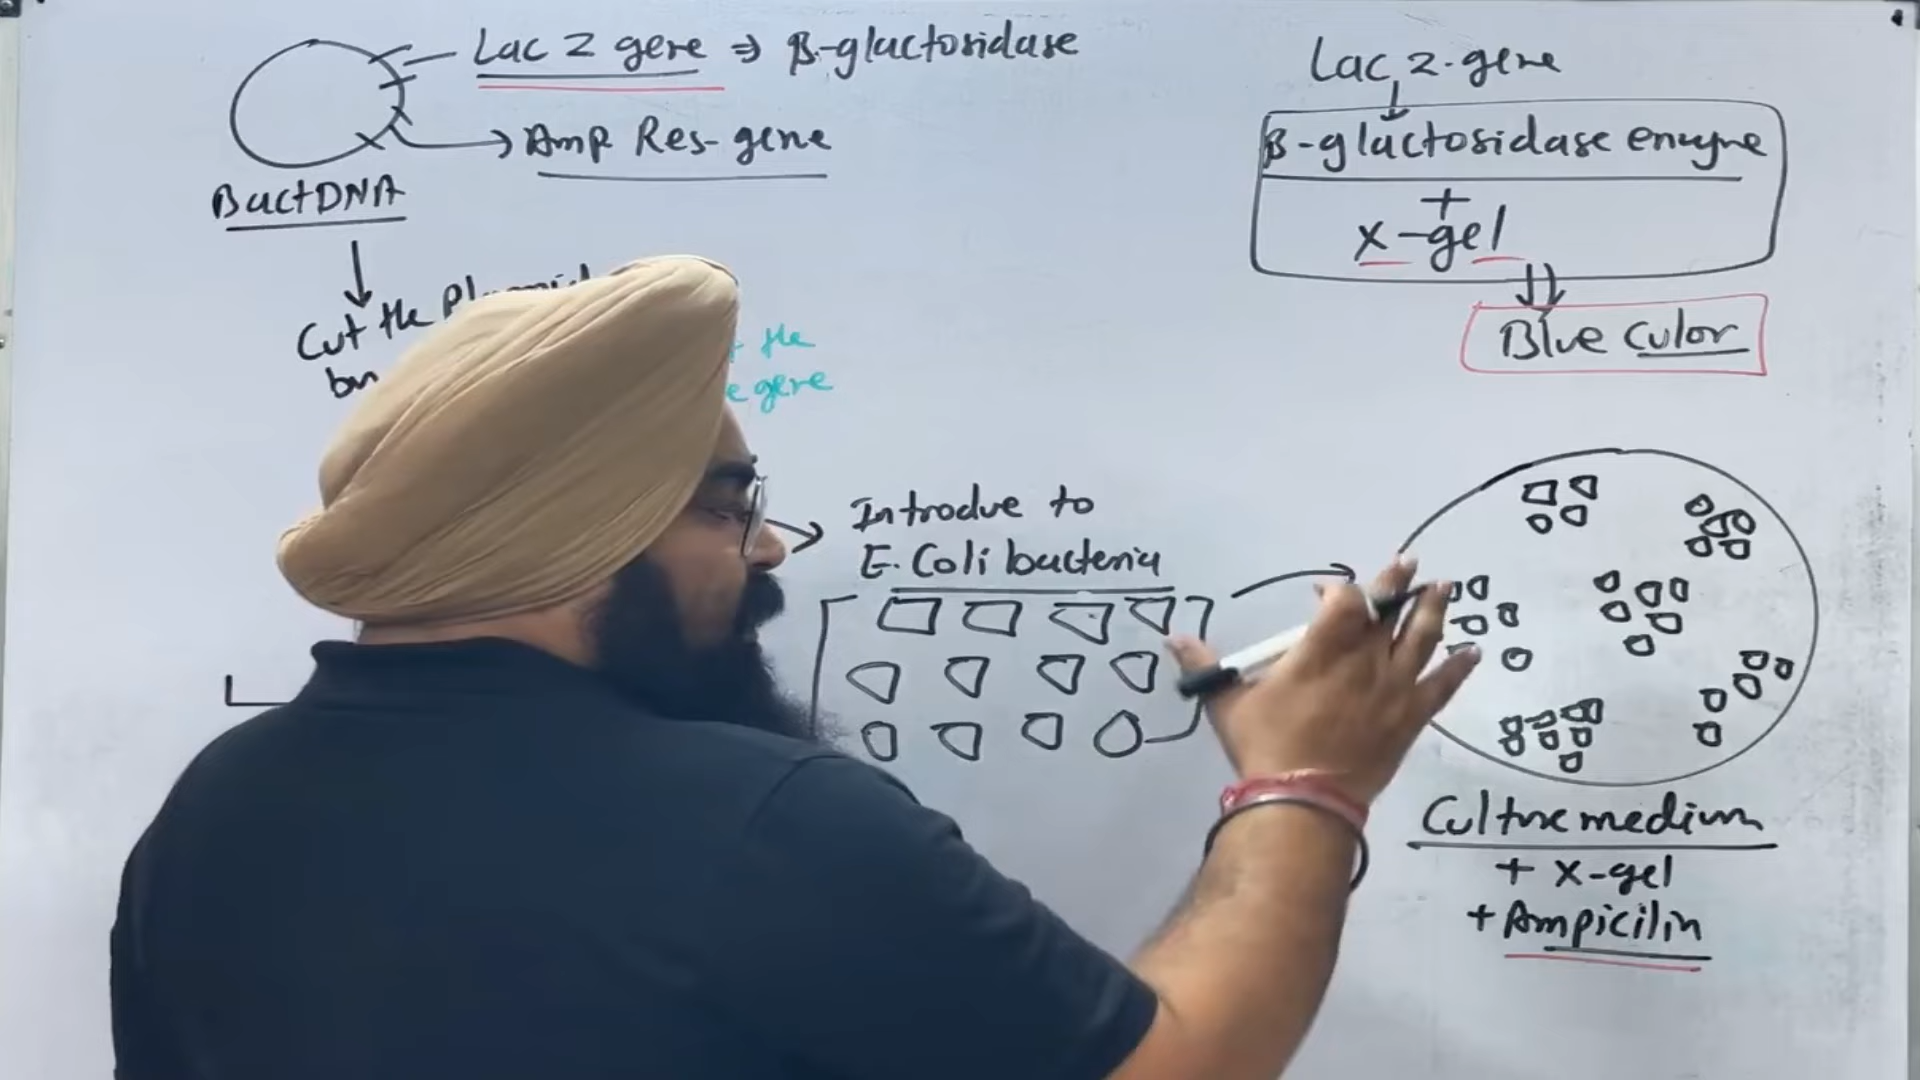 Lac Z gene ⇒ β-glactosidase
Amp Res-gene
BactDNA
Cut the
the
gene
Introdue to
E. Coli bacteria
Lac Z-gene
β-glactosidase enzyme
+
X-gel
Blue Color
Culture medium
+ X-gel
+ Ampicilin